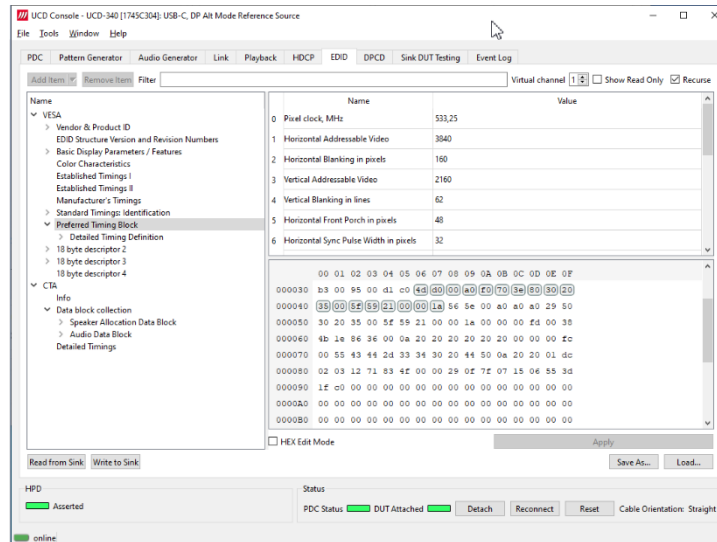 UCD Console - UCD-340 [1745C304]: USB-C, DP Alt Mode Reference Source
File Tools Window Help
PDC Pattern Generator Audio Generator Link Playback HDCP EDID DPCD Sink DUT Testing Event Log
Add Item Remove Item Filter Virtual channel 1 Show Read Only Recurse
Name
VESA
Vendor & Product ID
EDID Structure Version and Revision Numbers
Basic Display Parameters / Features
Color Characteristics
Established Timings I
Established Timings II
Manufacturer's Timings
Standard Timings: Identification
Preferred Timing Block
Detailed Timing Definition
18 byte descriptor 2
18 byte descriptor 3
18 byte descriptor 4
CTA
Info
Data block collection
Speaker Allocation Data Block
Audio Data Block
Detailed Timings
Name Value
0 Pixel clock, MHz 533,25
1 Horizontal Addressable Video 3840
2 Horizontal Blanking in pixels 160
3 Vertical Addressable Video 2160
4 Vertical Blanking in lines 62
5 Horizontal Front Porch in pixels 48
6 Horizontal Sync Pulse Width in pixels 32
00 01 02 03 04 05 06 07 08 09 0A 0B 0C 0D 0E 0F
000030 b3 00 95 00 d1 c0 4d d0 00 a0 f0 70 3e 80 30 20
000040 35 00 5f 59 21 00 00 1a 56 5e 00 a0 a0 a0 29 50
000050 30 20 35 00 5f 59 21 00 00 1a 00 00 00 fd 00 38
000060 4b 1e 86 36 00 0a 20 20 20 20 20 20 00 00 00 fc
000070 00 55 43 44 2d 33 34 30 20 44 50 0a 20 20 01 dc
000080 02 03 12 71 83 4f 00 00 29 0f 7f 07 15 06 55 3d
000090 1f c0 00 00 00 00 00 00 00 00 00 00 00 00 00 00
0000A0 00 00 00 00 00 00 00 00 00 00 00 00 00 00 00 00
0000B0 00 00 00 00 00 00 00 00 00 00 00 00 00 00 00 00
HEX Edit Mode Apply
Read from Sink Write to Sink Save As... Load...
HPD Status
Asserted PDC Status DUT Attached Detach Reconnect Reset Cable Orientation: Straight
online